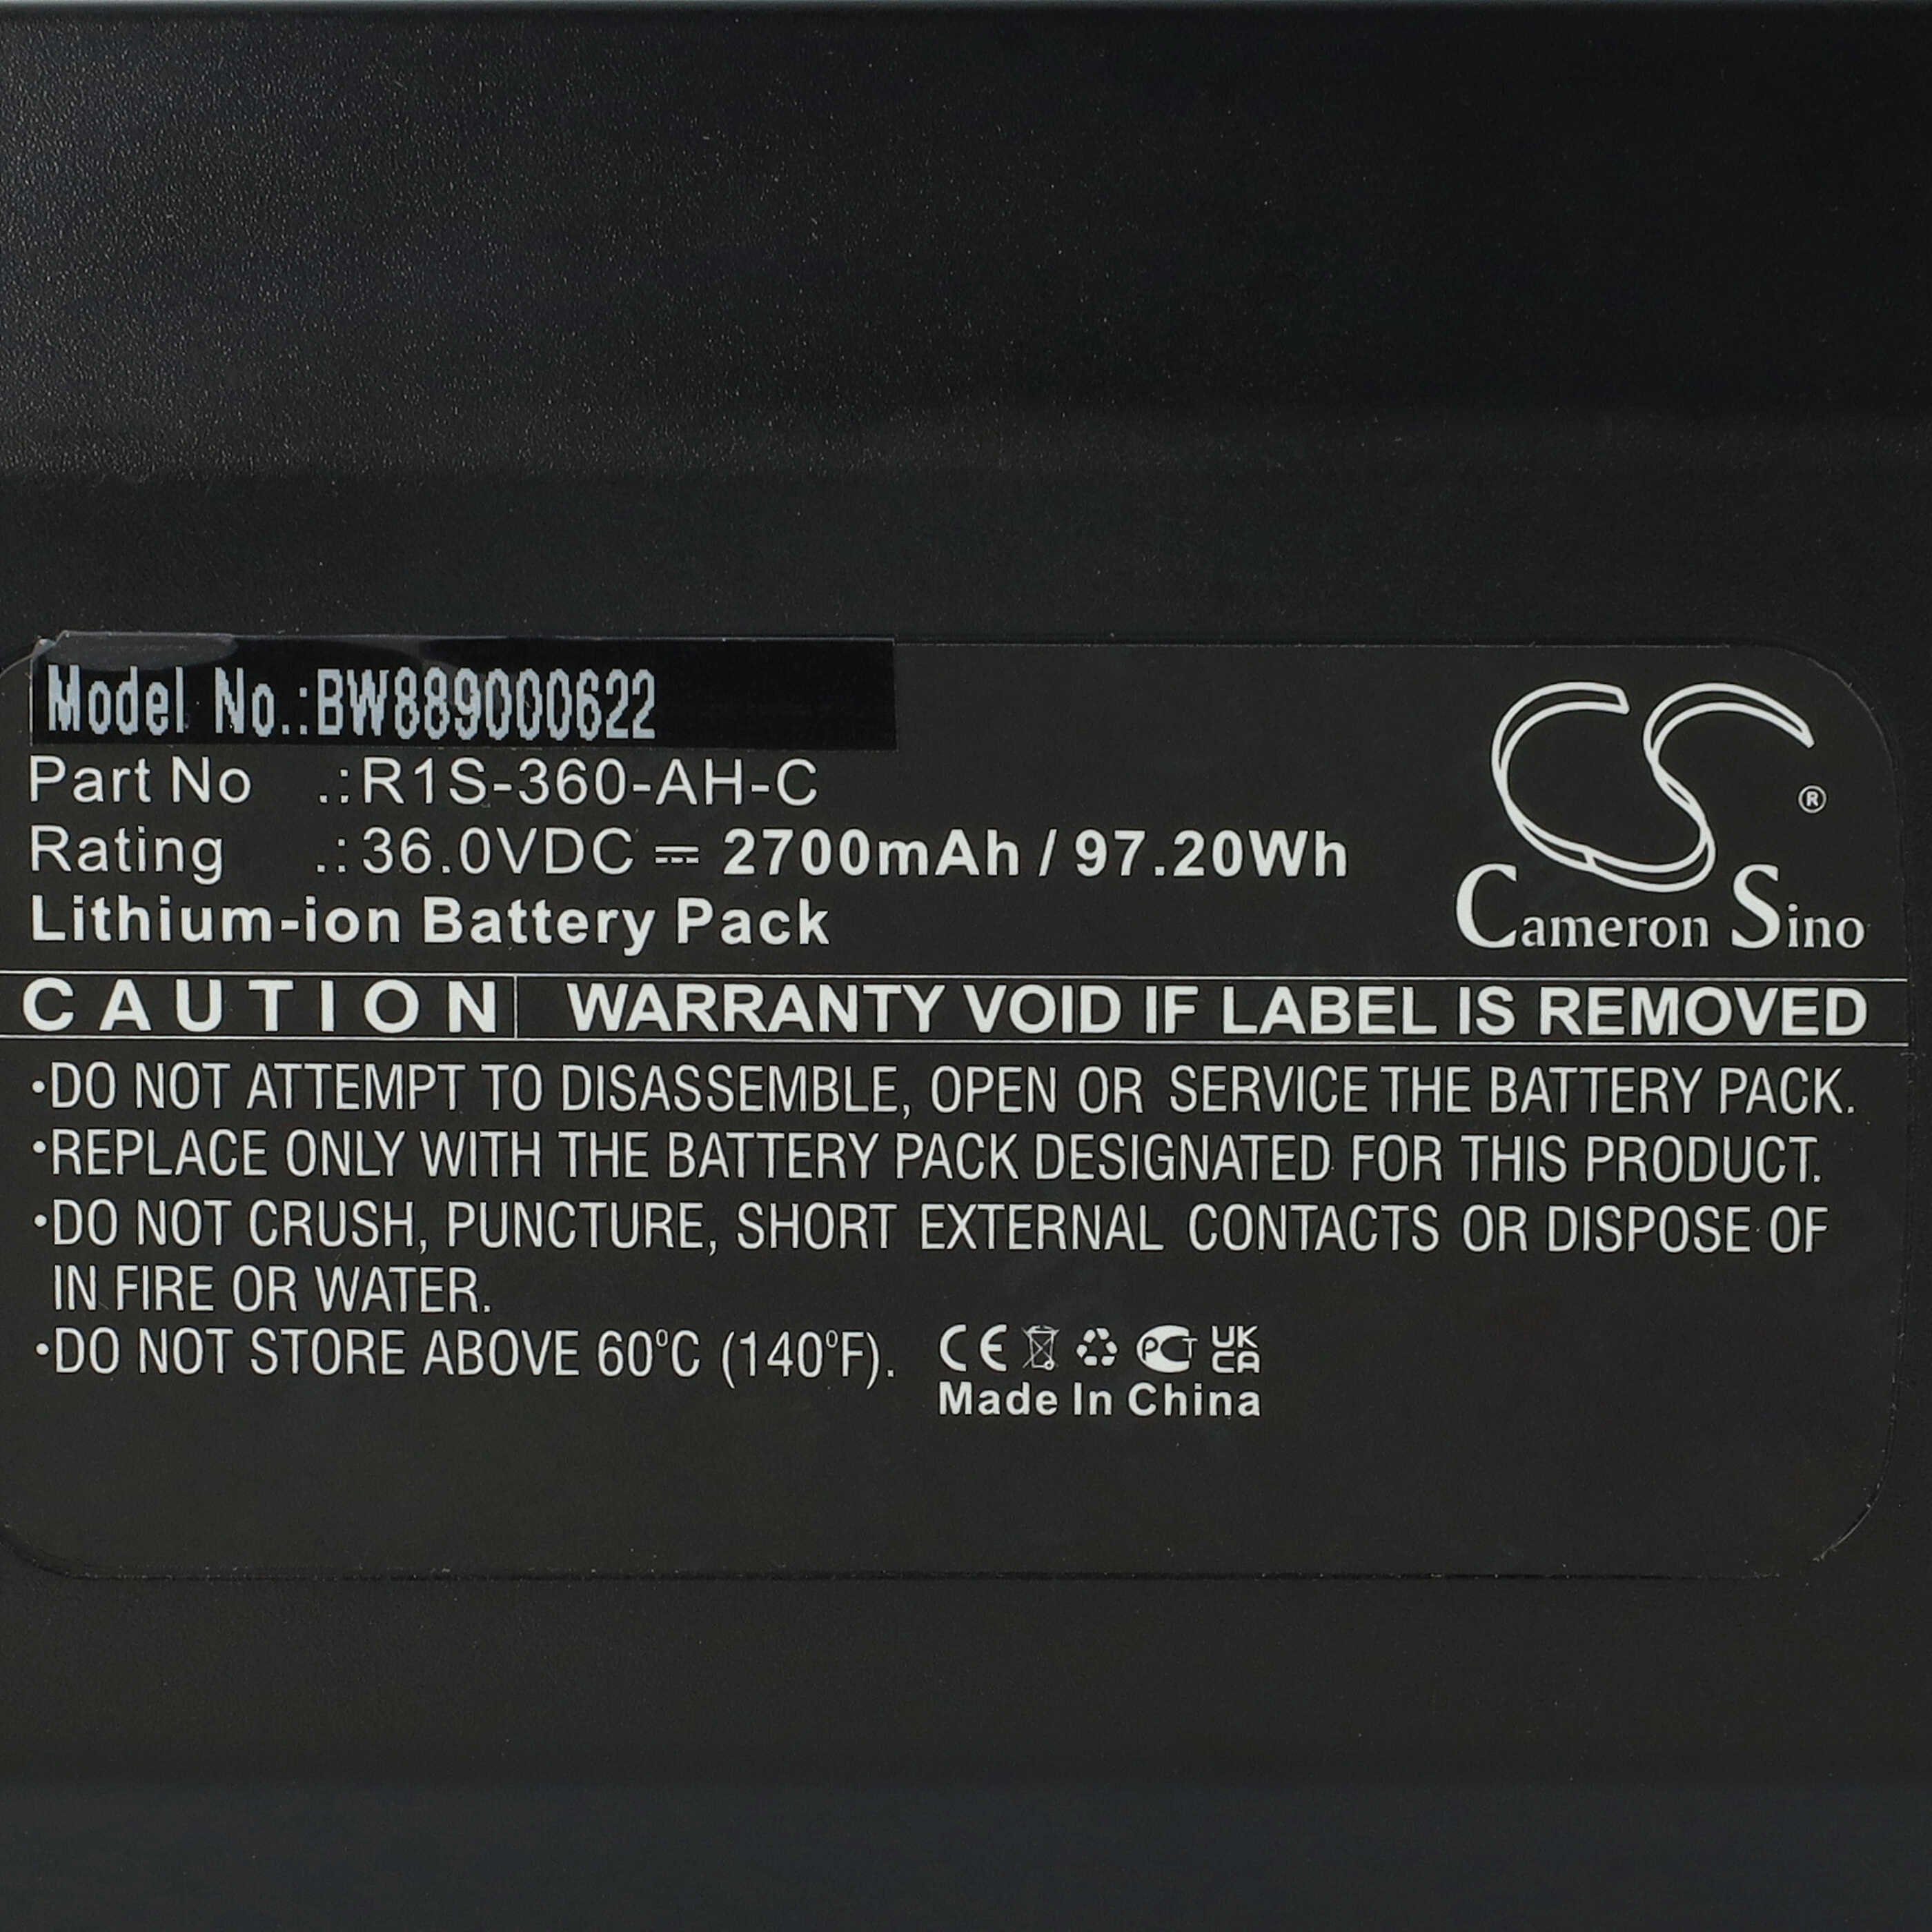 Model No.:BW889000622
Part No .:R1S-360-AH-C
Rating .:36.0VDC ⎓ 2700mAh / 97.20Wh
Lithium-ion Battery Pack
CS ®
Cameron Sino
CAUTION WARRANTY VOID IF LABEL IS REMOVED
•DO NOT ATTEMPT TO DISASSEMBLE, OPEN OR SERVICE THE BATTERY PACK.
•REPLACE ONLY WITH THE BATTERY PACK DESIGNATED FOR THIS PRODUCT.
•DO NOT CRUSH, PUNCTURE, SHORT EXTERNAL CONTACTS OR DISPOSE OF
IN FIRE OR WATER.
•DO NOT STORE ABOVE 60°C (140°F).
CE PCT UK
CA
Made In China